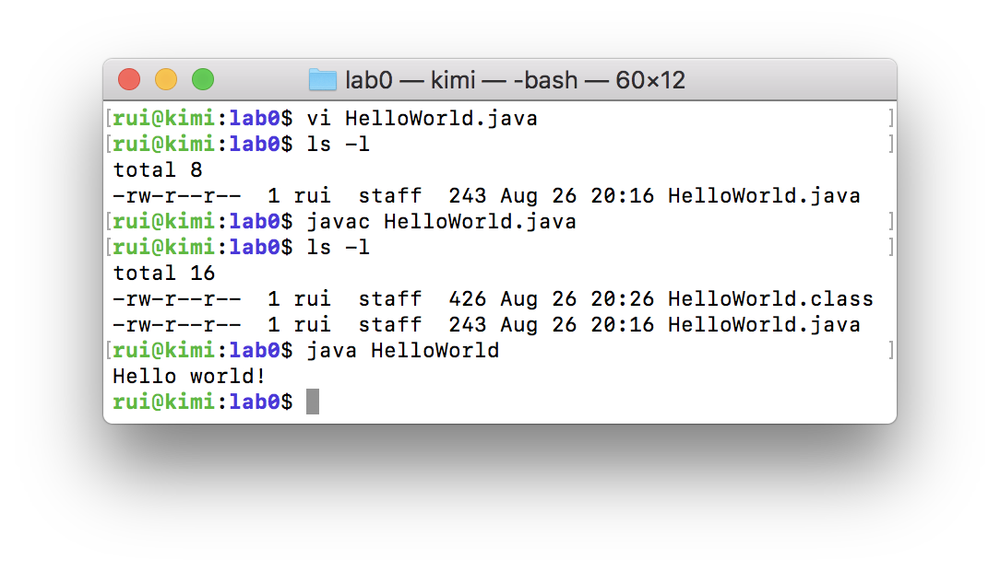 lab0 — kimi — -bash — 60×12
[rui@kimi:lab0$ vi HelloWorld.java ]
[rui@kimi:lab0$ ls -l ]
total 8
-rw-r--r--  1 rui  staff  243 Aug 26 20:16 HelloWorld.java
[rui@kimi:lab0$ javac HelloWorld.java ]
[rui@kimi:lab0$ ls -l ]
total 16
-rw-r--r--  1 rui  staff  426 Aug 26 20:26 HelloWorld.class
-rw-r--r--  1 rui  staff  243 Aug 26 20:16 HelloWorld.java
[rui@kimi:lab0$ java HelloWorld ]
Hello world!
rui@kimi:lab0$